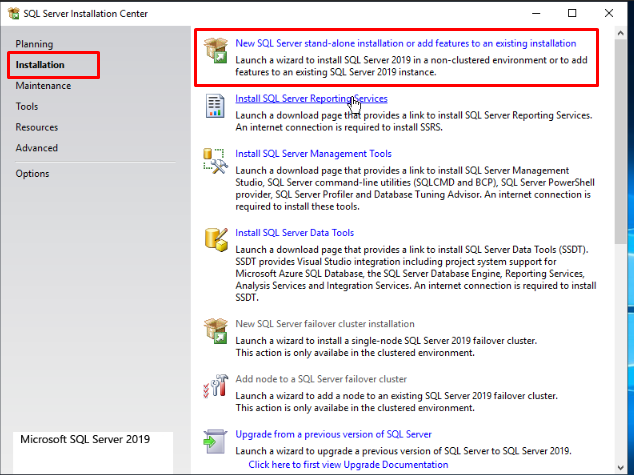 SQL Server Installation Center
Planning
Installation
Maintenance
Tools
Resources
Advanced
Options
New SQL Server stand-alone installation or add features to an existing installation
Launch a wizard to install SQL Server 2019 in a non-clustered environment or to add
features to an existing SQL Server 2019 instance.
Install SQL Server Reporting Services
Launch a download page that provides a link to install SQL Server Reporting Services.
An internet connection is required to install SSRS.
Install SQL Server Management Tools
Launch a download page that provides a link to install SQL Server Management
Studio, SQL Server command-line utilities (SQLCMD and BCP), SQL Server PowerShell
provider, SQL Server Profiler and Database Tuning Advisor. An internet connection is
required to install these tools.
Install SQL Server Data Tools
Launch a download page that provides a link to install SQL Server Data Tools (SSDT).
SSDT provides Visual Studio integration including project system support for
Microsoft Azure SQL Database, the SQL Server Database Engine, Reporting Services,
Analysis Services and Integration Services. An internet connection is required to install
SSDT.
New SQL Server failover cluster installation
Launch a wizard to install a single-node SQL Server 2019 failover cluster.
This action is only availabe in the clustered environment.
Add node to a SQL Server failover cluster
Launch a wizard to add a node to an existing SQL Server 2019 failover cluster.
This action is only availabe in the clustered environment.
Upgrade from a previous version of SQL Server
Launch a wizard to upgrade a previous version of SQL Server to SQL Server 2019.
Click here to first view Upgrade Documentation
Microsoft SQL Server 2019